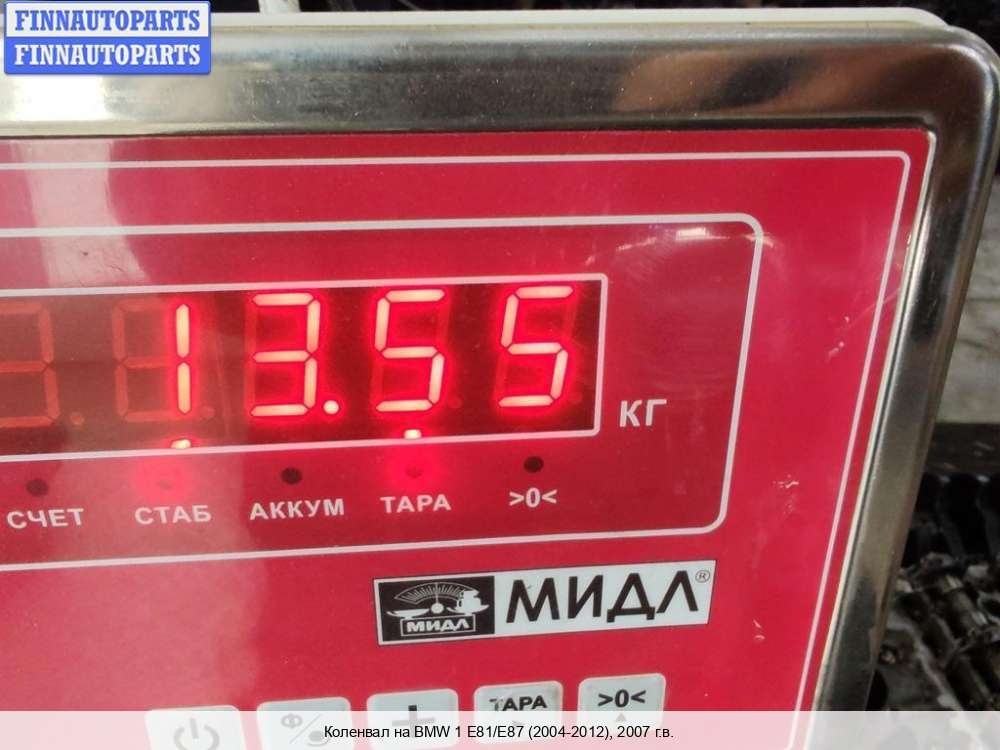 FINNAUTOPARTS
FINNAUTOPARTS
13.55
КГ
СЧЕТ СТАБ АККУМ ТАРА >0<
МИДЛ МИДЛ®
Ф + ТАРА >0<
Коленвал на BMW 1 E81/E87 (2004-2012), 2007 г.в.